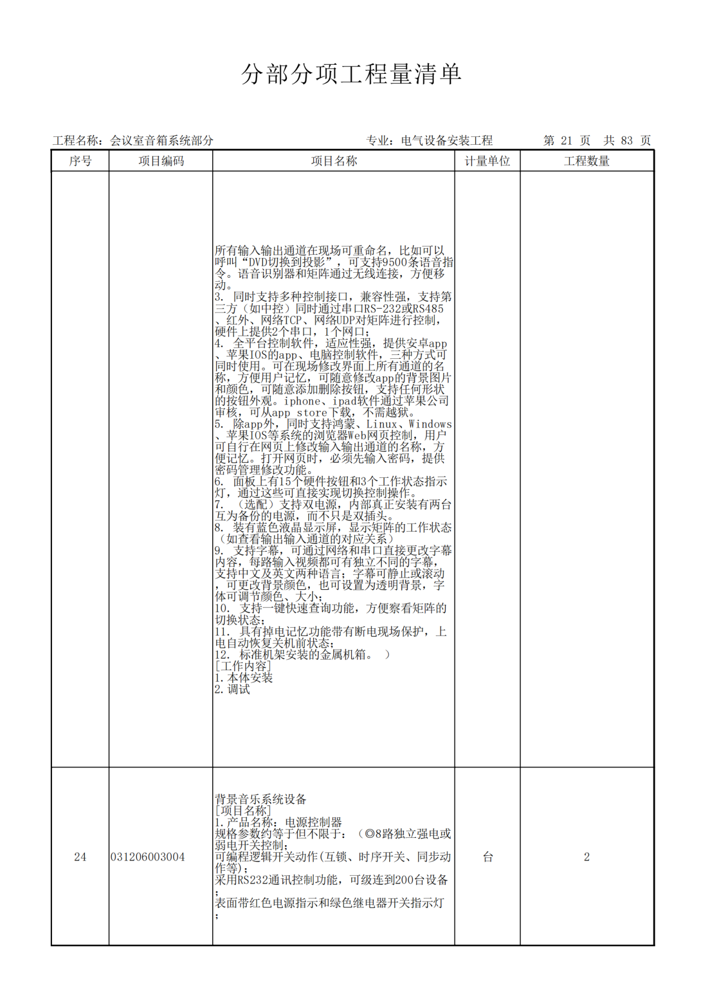 分部分项工程量清单
工程名称：会议室音箱系统部分 专业：电气设备安装工程 第 21 页 共 83 页
序号 项目编码 项目名称 计量单位 工程数量
所有输入输出通道在现场可重命名，比如可以
呼叫“DVD切换到投影”，可支持9500条语音指
令。语音识别器和矩阵通过无线连接，方便移
动。
3. 同时支持多种控制接口，兼容性强，支持第
三方（如中控）同时通过串口RS-232或RS485
、红外、网络TCP、网络UDP对矩阵进行控制，
硬件上提供2个串口，1个网口；
4. 全平台控制软件，适应性强，提供安卓app
、苹果IOS的app、电脑控制软件，三种方式可
同时使用。可在现场修改界面上所有通道的名
称，方便用户记忆，可随意修改app的背景图片
和颜色，可随意添加删除按钮，支持任何形状
的按钮外观。iphone、ipad软件通过苹果公司
审核，可从app store下载，不需越狱。
5. 除app外，同时支持鸿蒙、Linux、Windows
、苹果IOS等系统的浏览器Web网页控制，用户
可自行在网页上修改输入输出通道的名称，方
便记忆。打开网页时，必须先输入密码，提供
密码管理修改功能。
6. 面板上有15个硬件按钮和3个工作状态指示
灯，通过这些可直接实现切换控制操作。
7. （选配）支持双电源，内部真正安装有两台
互为备份的电源，而不只是双插头。
8. 装有蓝色液晶显示屏，显示矩阵的工作状态
（如查看输出输入通道的对应关系）
9. 支持字幕，可通过网络和串口直接更改字幕
内容，每路输入视频都可有独立不同的字幕，
支持中文及英文两种语言；字幕可静止或滚动
，可更改背景颜色，也可设置为透明背景，字
体可调节颜色、大小；
10. 支持一键快速查询功能，方便察看矩阵的
切换状态；
11. 具有掉电记忆功能带有断电现场保护，上
电自动恢复关机前状态；
12. 标准机架安装的金属机箱。 ）
[工作内容]
1.本体安装
2.调试
背景音乐系统设备
[项目名称]
1.产品名称：电源控制器
规格参数约等于但不限于：（◎8路独立强电或
弱电开关控制；
24 031206003004 可编程逻辑开关动作(互锁、时序开关、同步动 台 2
作等)；
采用RS232通讯控制功能，可级连到200台设备
；
表面带红色电源指示和绿色继电器开关指示灯
；